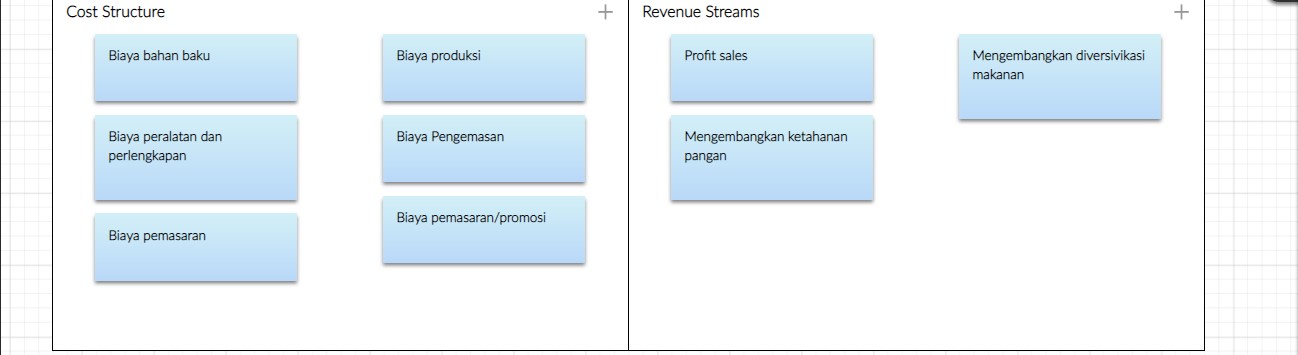 Cost Structure
Biaya bahan baku
Biaya produksi
Biaya peralatan dan
perlengkapan
Biaya Pengemasan
Biaya pemasaran
Biaya pemasaran/promosi
Revenue Streams
Profit sales
Mengembangkan diversivikasi
makanan
Mengembangkan ketahanan
pangan